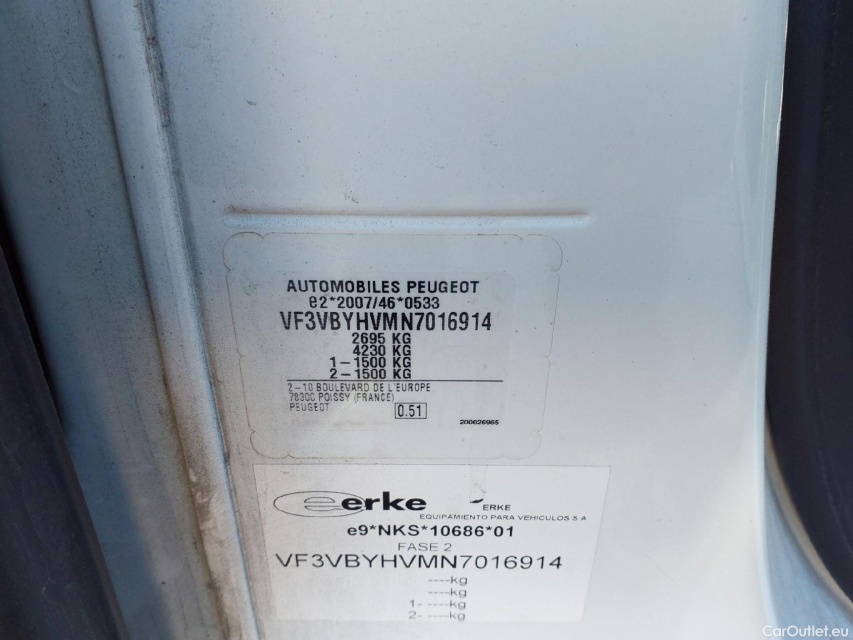 AUTOMOBILES PEUGEOT
e2*2007/46*0533
VF3VBYHVMN7016914
2695 KG
4230 KG
1-1500 KG
2-1500 KG
2-10 BOULEVARD DE L'EUROPE
78300 POISSY (FRANCE)
PEUGEOT
0.51
200626965
erke
ERKE
EQUIPAMIENTO PARA VEHICULOS S A
e9*NKS*10686*01
FASE 2
VF3VBYHVMN7016914
----kg
----kg
1- ----kg
2- ----kg
CarOutlet.eu